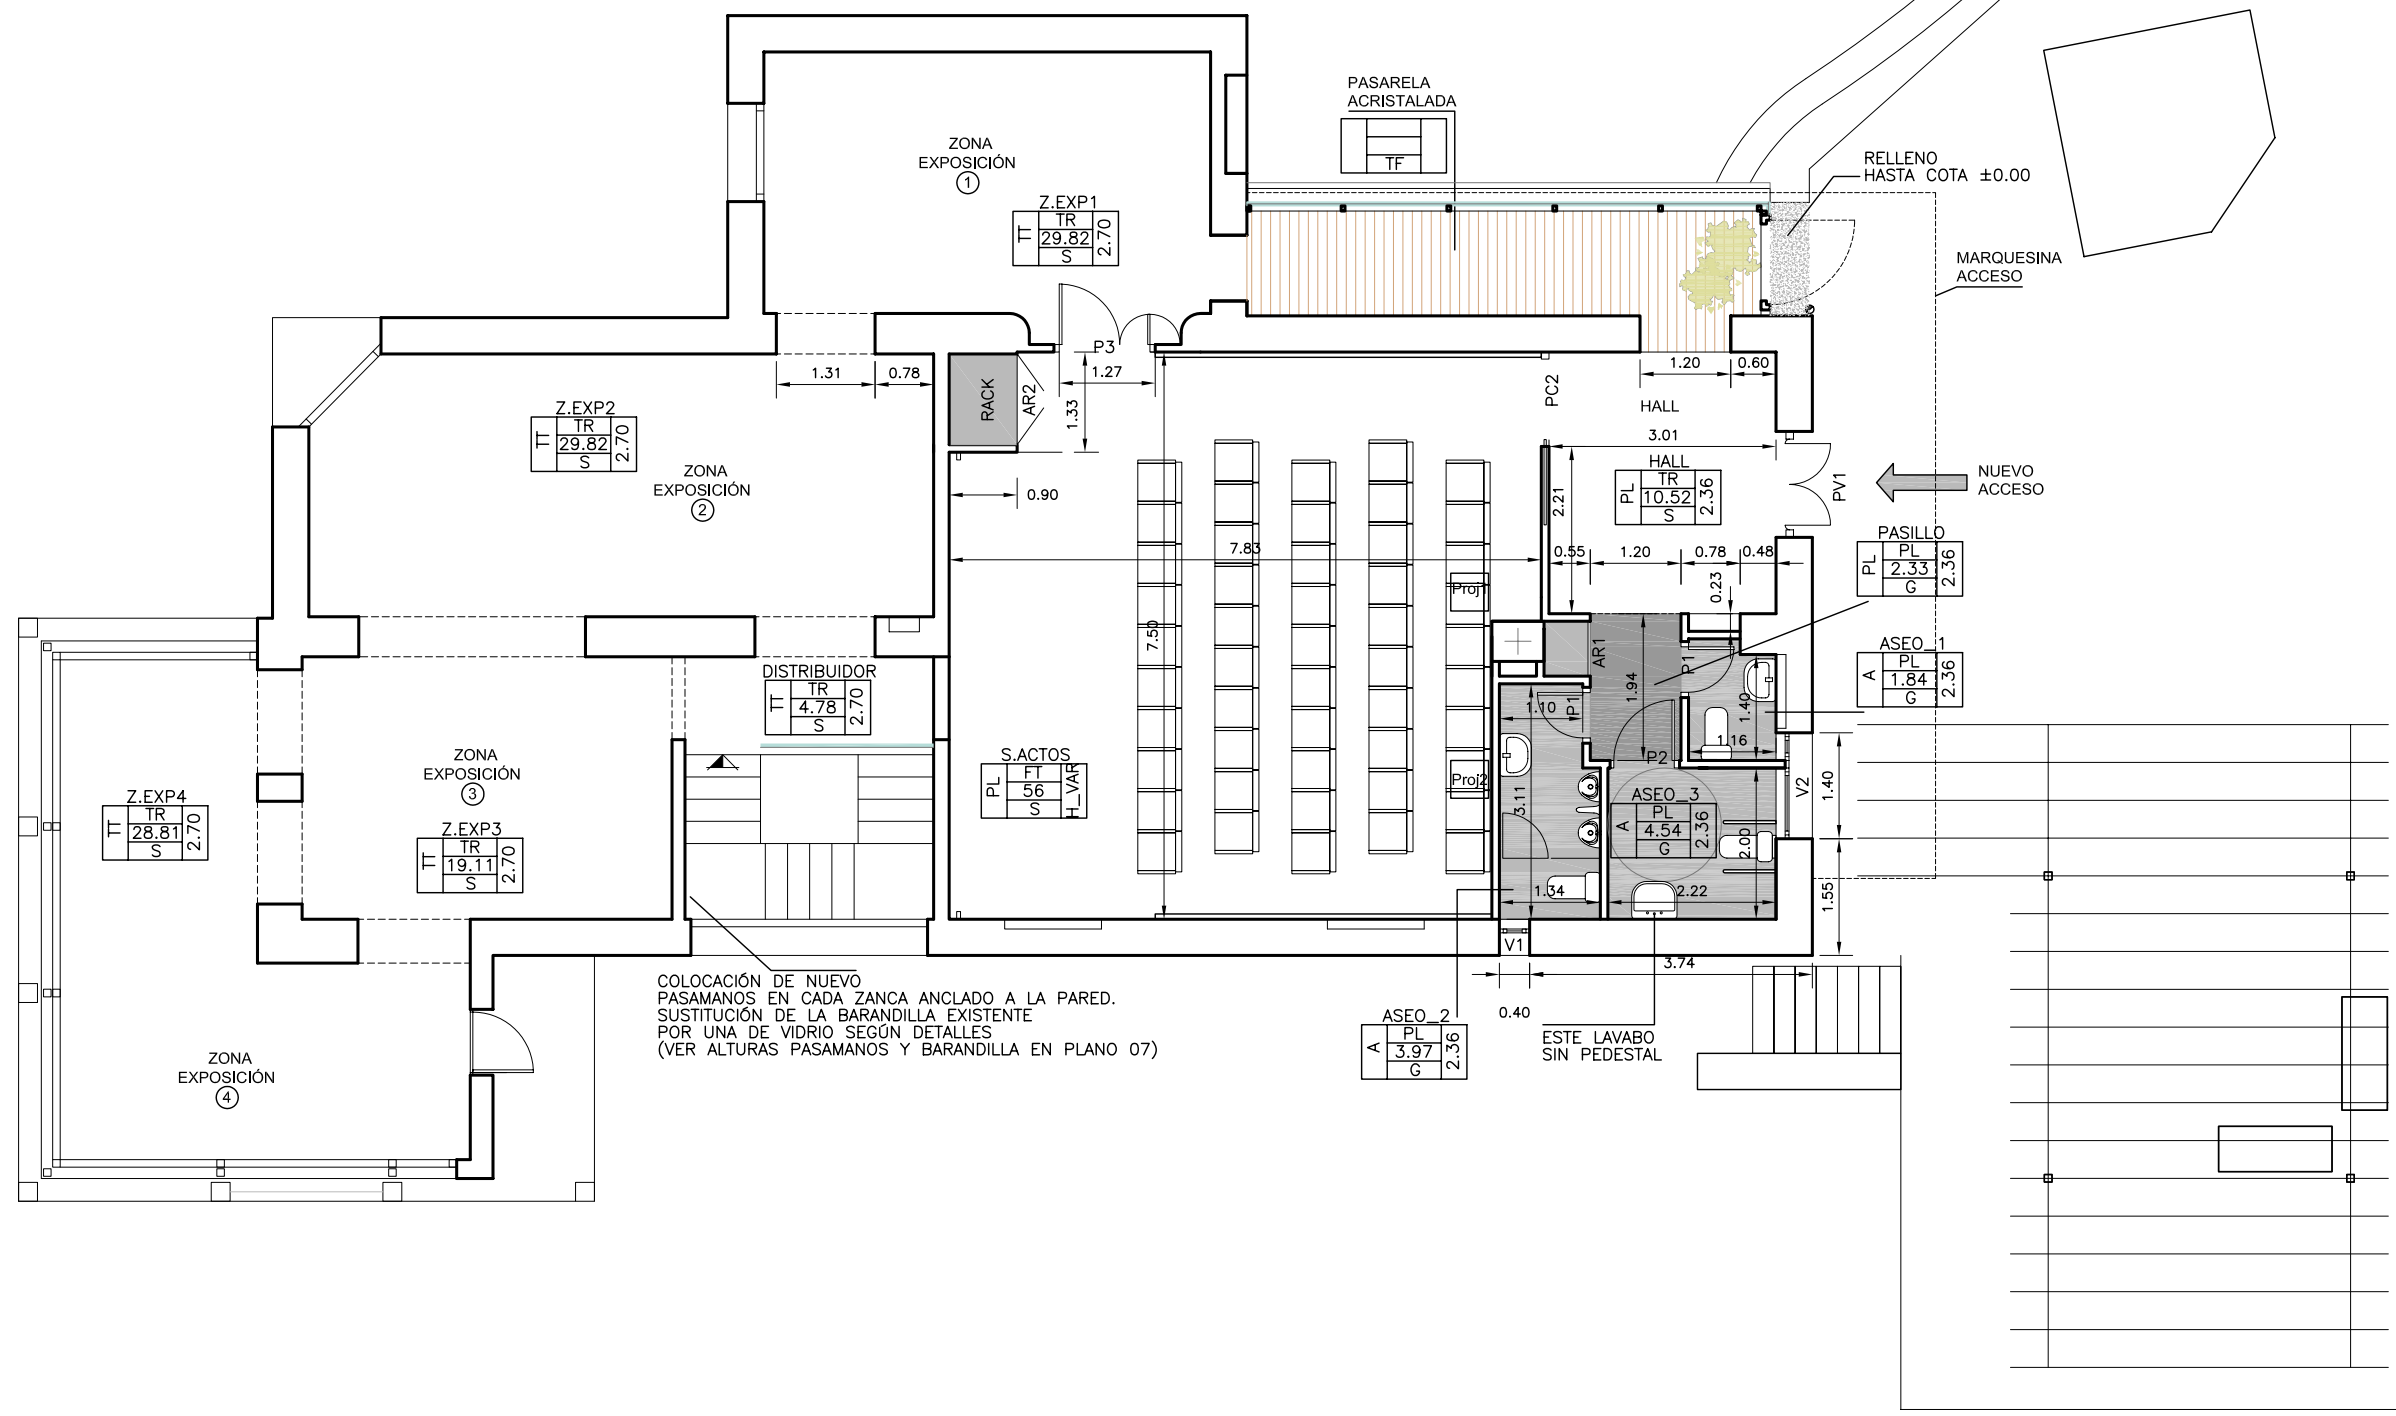 PASARELA
ACRISTALADA
TF
RELLENO
HASTA COTA ±0.00
MARQUESINA
ACCESO
ZONA
EXPOSICIÓN
1
Z.EXP1
TT
TR
29.82
S
2.70
P3
1.31
0.78
RACK
AR2
1.27
1.33
0.90
PC2
1.20
0.60
HALL
3.01
HALL
PL
TR
10.52
S
2.36
2.21
PV1
NUEVO
ACCESO
Z.EXP2
TT
TR
29.82
S
2.70
ZONA
EXPOSICIÓN
2
7.83
7.50
0.55
1.20
0.78
0.48
0.23
PASILLO
PL
PL
2.33
G
2.36
Proj1
AR1
1.94
P1
ASEO_1
A
PL
1.84
G
2.36
1.40
1.16
DISTRIBUIDOR
TT
TR
4.78
S
2.70
1.10
P1
P2
S.ACTOS
PL
FT
56
S
H_VAR
Proj2
3.11
ASEO_3
A
PL
4.54
G
2.36
2.00
V2
1.40
ZONA
EXPOSICIÓN
3
Z.EXP4
TT
TR
28.81
S
2.70
Z.EXP3
TT
TR
19.11
S
2.70
1.34
2.22
1.55
V1
3.74
0.40
COLOCACIÓN DE NUEVO
PASAMANOS EN CADA ZANCA ANCLADO A LA PARED.
SUSTITUCIÓN DE LA BARANDILLA EXISTENTE
POR UNA DE VIDRIO SEGÚN DETALLES
(VER ALTURAS PASAMANOS Y BARANDILLA EN PLANO 07)
ASEO_2
A
PL
3.97
G
2.36
ESTE LAVABO
SIN PEDESTAL
ZONA
EXPOSICIÓN
4